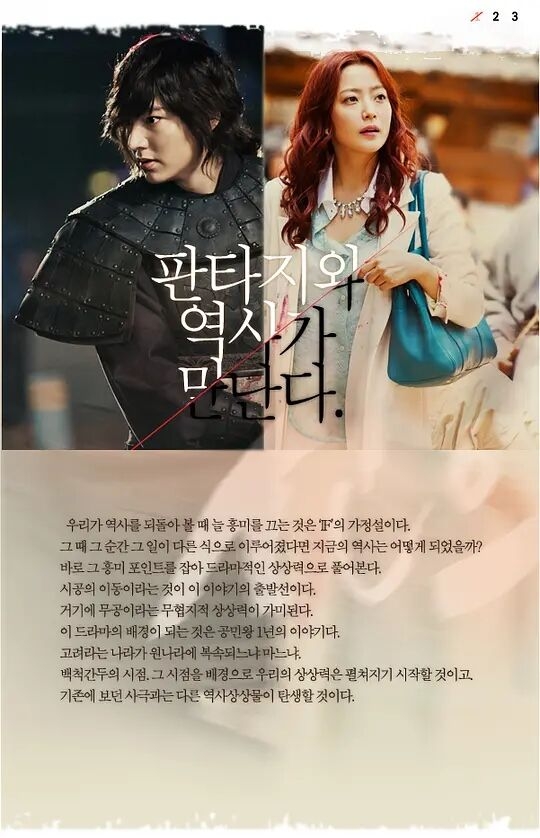 2 3
판타지와
역사가
만난다.
우리가 역사를 되돌아 볼 때 늘 흥미를 끄는 것은 'IF'의 가정설이다.
그 때 그 순간 그 일이 다른 식으로 이루어졌다면 지금의 역사는 어떻게 되었을까?
바로 그 흥미 포인트를 잡아 드라마적인 상상력으로 풀어본다.
시공의 이동이라는 것이 이 이야기의 출발선이다.
거기에 무공이라는 무협지적 상상력이 가미된다.
이 드라마의 배경이 되는 것은 공민왕 1년의 이야기다.
고려라는 나라가 원나라에 복속되느냐 마느냐.
백척간두의 시점. 그 시점을 배경으로 우리의 상상력은 펼쳐지기 시작할 것이고,
기존에 보던 사극과는 다른 역사상상물이 탄생할 것이다.